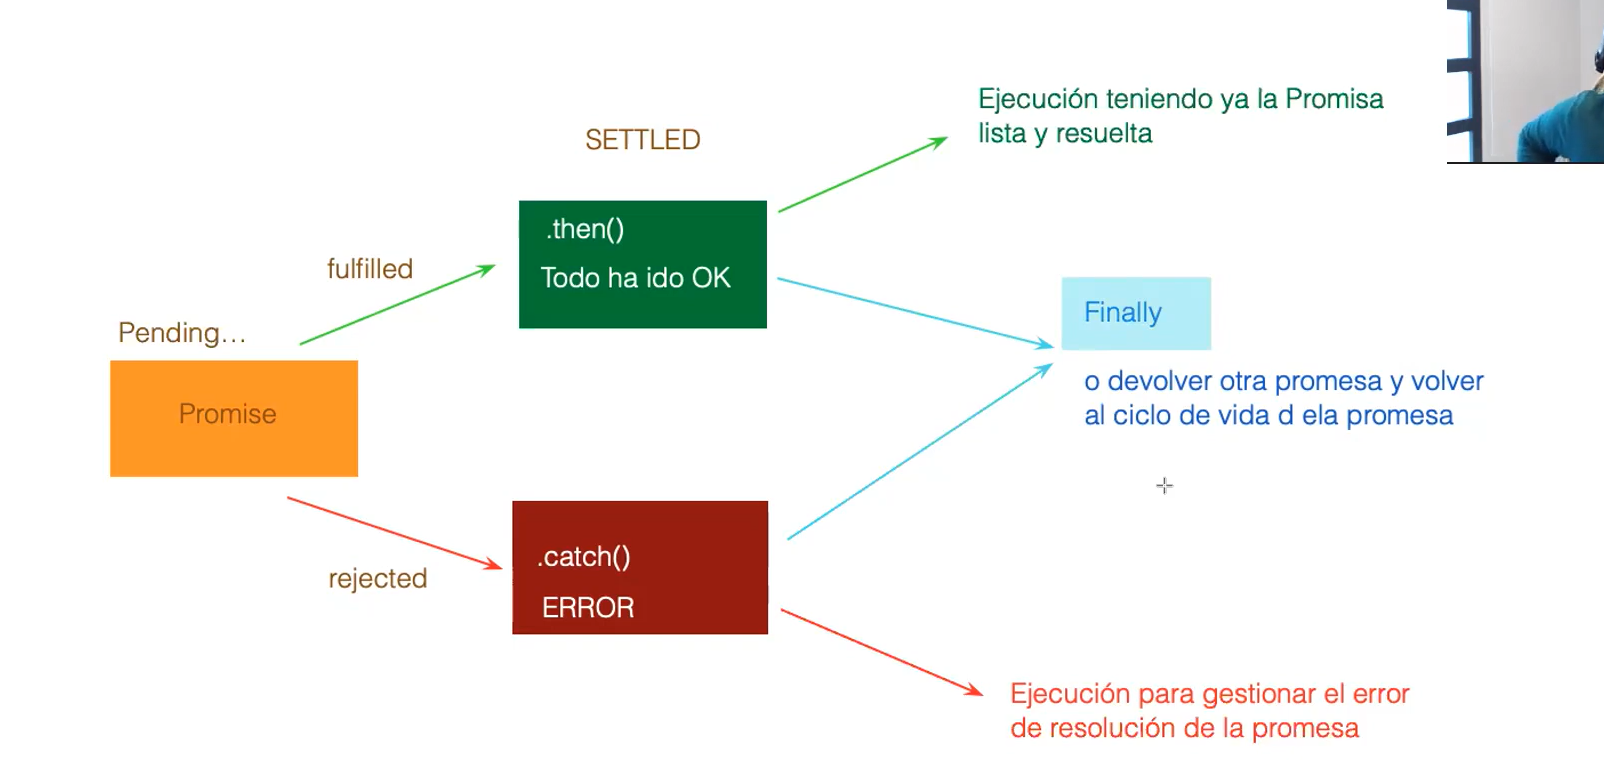 Ejecución teniendo ya la Promisa
lista y resuelta
SETTLED
.then()
Todo ha ido OK
fulfilled
Pending...
Promise
Finally
o devolver otra promesa y volver
al ciclo de vida d ela promesa
.catch()
ERROR
rejected
Ejecución para gestionar el error
de resolución de la promesa